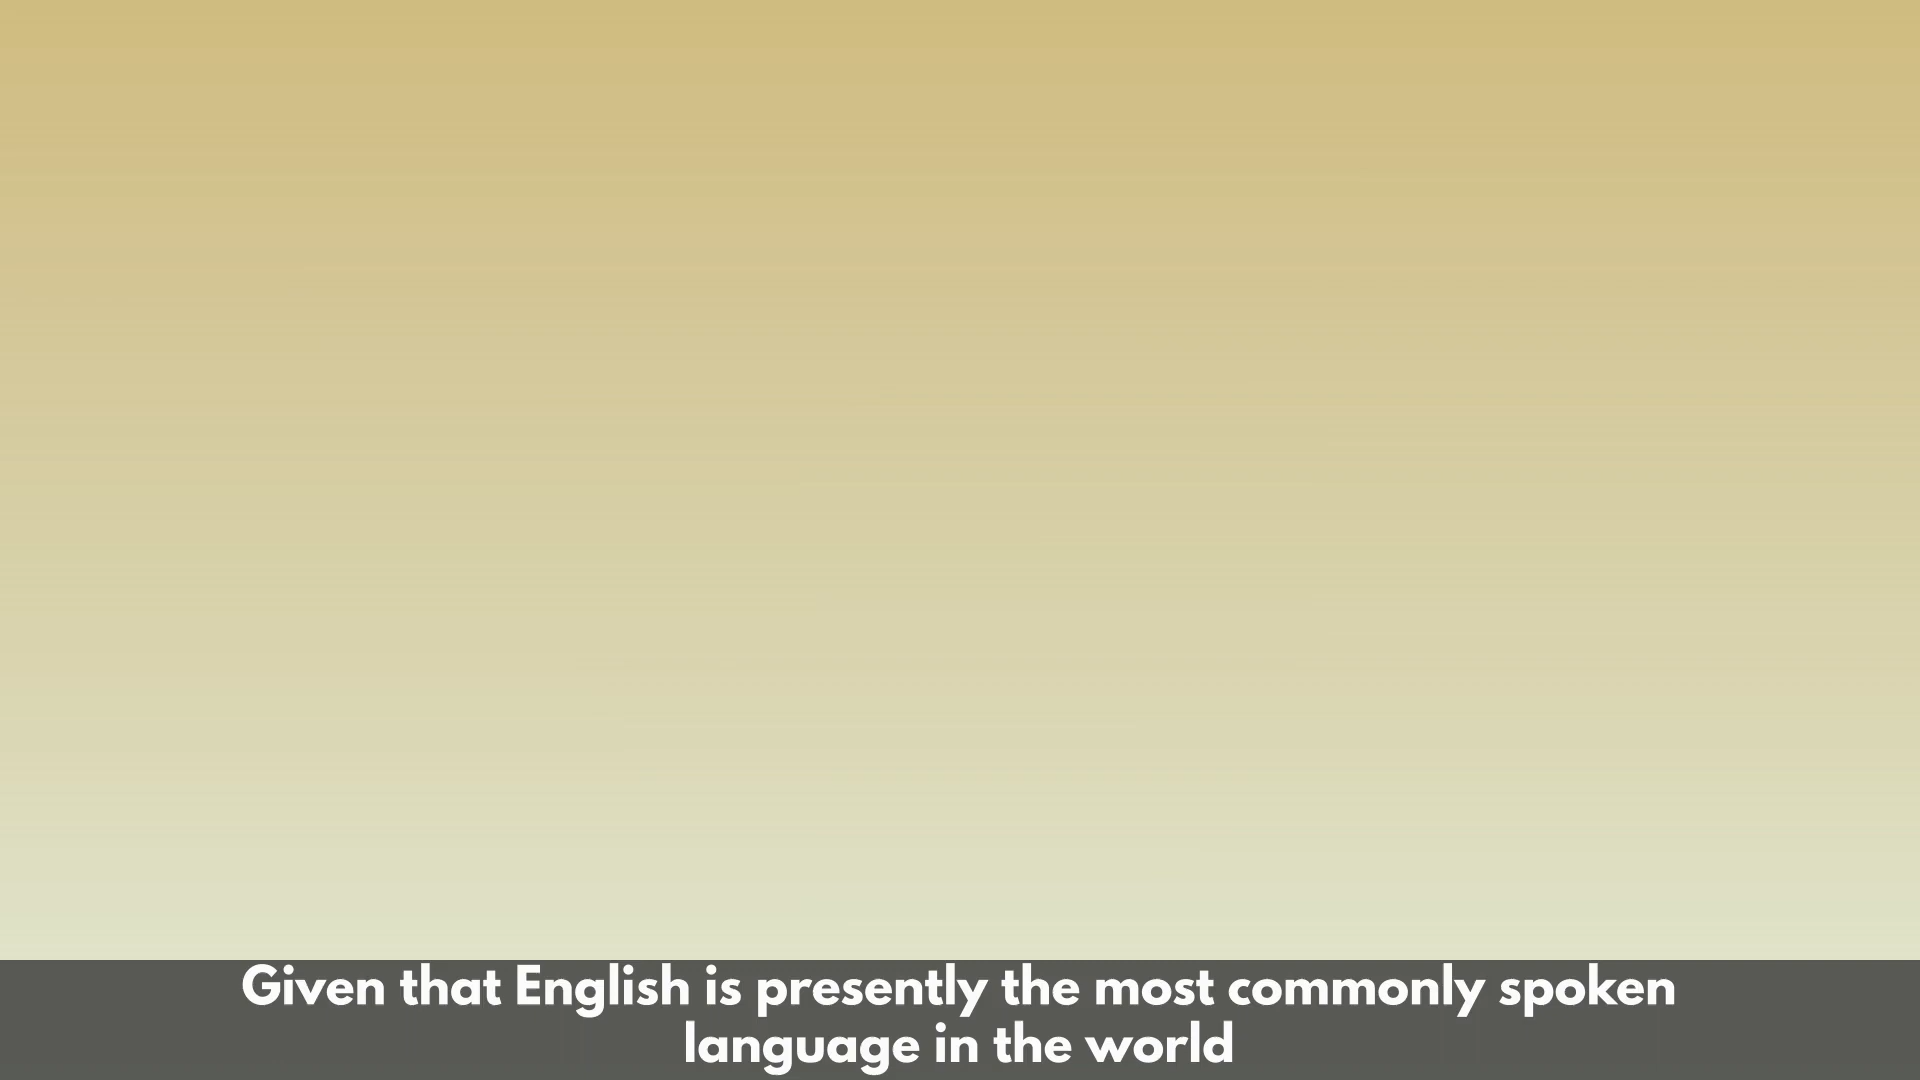 Given that English is presently the most commonly spoken
language in the world